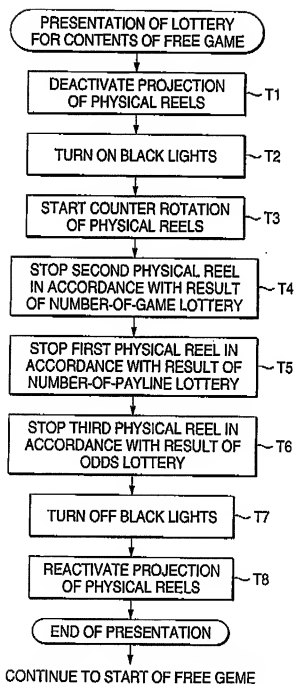 PRESENTATION OF LOTTERY
FOR CONTENTS OF FREE GAME
DEACTIVATE PROJECTION
OF PHYSICAL REELS
T1
TURN ON BLACK LIGHTS
T2
START COUNTER ROTATION
OF PHYSICAL REELS
T3
STOP SECOND PHYSICAL REEL
IN ACCORDANCE WITH RESULT
OF NUMBER-OF-GAME LOTTERY
T4
STOP FIRST PHYSICAL REEL IN
ACCORDANCE WITH RESULT OF
NUMBER-OF-PAYLINE LOTTERY
T5
STOP THIRD PHYSICAL REEL IN
ACCORDANCE WITH RESULT OF
ODDS LOTTERY
T6
TURN OFF BLACK LIGHTS
T7
REACTIVATE PROJECTION
OF PHYSICAL REELS
T8
END OF PRESENTATION
CONTINUE TO START OF FREE GEME